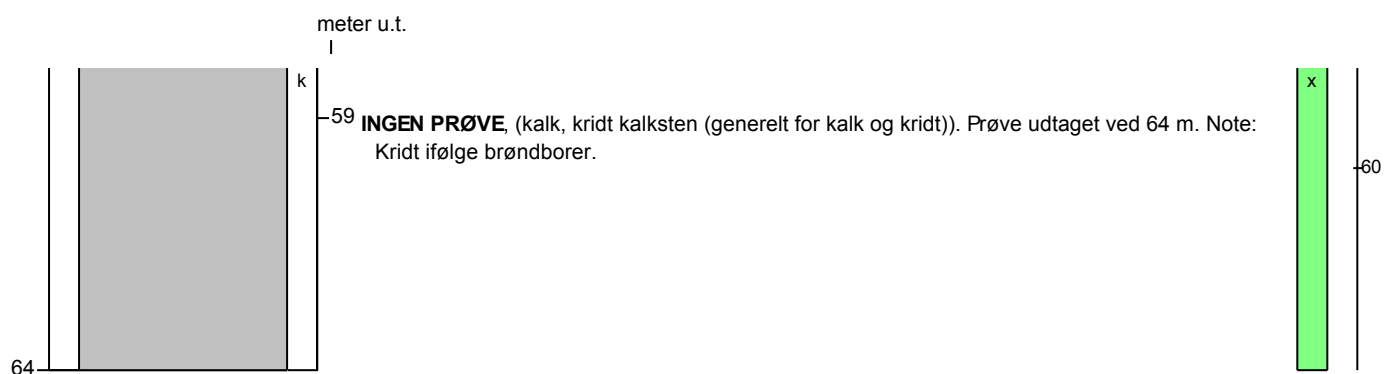 meter u.t.
k
x
59 INGEN PRØVE, (kalk, kridt kalksten (generelt for kalk og kridt)). Prøve udtaget ved 64 m. Note:
Kridt ifølge brøndborer.
60
64